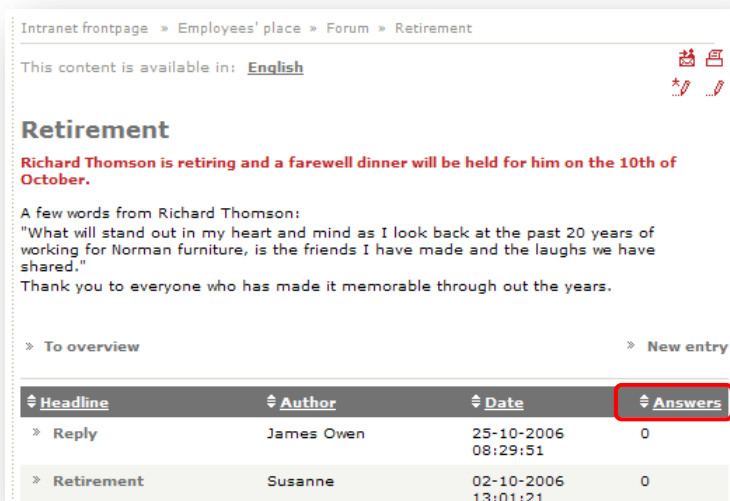 Intranet frontpage » Employees' place » Forum » Retirement
This content is available in: English
Retirement
Richard Thomson is retiring and a farewell dinner will be held for him on the 10th of
October.
A few words from Richard Thomson:
"What will stand out in my heart and mind as I look back at the past 20 years of
working for Norman furniture, is the friends I have made and the laughs we have
shared."
Thank you to everyone who has made it memorable through out the years.
» To overview » New entry
Headline Author Date Answers
» Reply James Owen 25-10-2006 0
08:29:51
» Retirement Susanne 02-10-2006 0
13:01:21